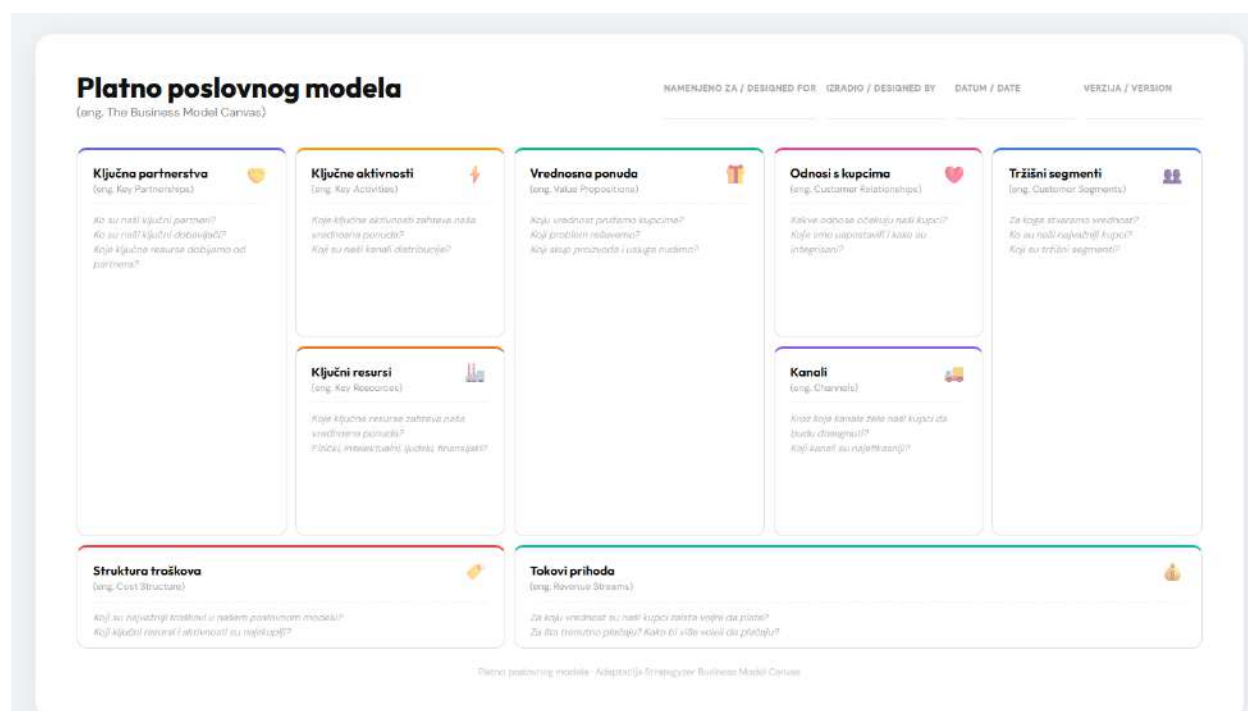 Platno poslovnog modela
(eng. The Business Model Canvas)
NAMENJENO ZA / DESIGNED FOR
IZRADIO / DESIGNED BY
DATUM / DATE
VERZIJA / VERSION
Ključna partnerstva
(eng. Key Partnerships)
Ko su naši ključni partneri?
Ko su naši ključni dobavljači?
Koje ključne resurse dobijamo od
partnera?
Ključne aktivnosti
(eng. Key Activities)
Koje ključne aktivnosti zahteva naša
vrednosna ponuda?
Koji su naši kanali distribucije?
Ključni resursi
(eng. Key Resources)
Koje ključne resurse zahteva naša
vrednosna ponuda?
Fizički, intelektualni, ljudski, finansijski?
Vrednosna ponuda
(eng. Value Propositions)
Koju vrednost pružamo kupcima?
Koji problem rešavamo?
Koji skup proizvoda i usluga nudimo?
Odnosi s kupcima
(eng. Customer Relationships)
Kakve odnose očekuju naši kupci?
Koje smo uspostavili i kako su
integrisani?
Kanali
(eng. Channels)
Kroz koje kanale žele naši kupci da
budu dosegnuti?
Koji kanali su najefikasniji?
Tržišni segmenti
(eng. Customer Segments)
Za koga stvaramo vrednost?
Ko su naši najvažniji kupci?
Koji su tržišni segmenti?
Struktura troškova
(eng. Cost Structure)
Koji su najvažniji troškovi u našem poslovnom modelu?
Koji ključni resursi i aktivnosti su najskuplji?
Tokovi prihoda
(eng. Revenue Streams)
Za koju vrednost su naši kupci zaista voljni da plate?
Za šta trenutno plaćaju? Kako bi više voleli da plaćaju?
Platno poslovnog modela · Adaptacija Strategyzer Business Model Canvas